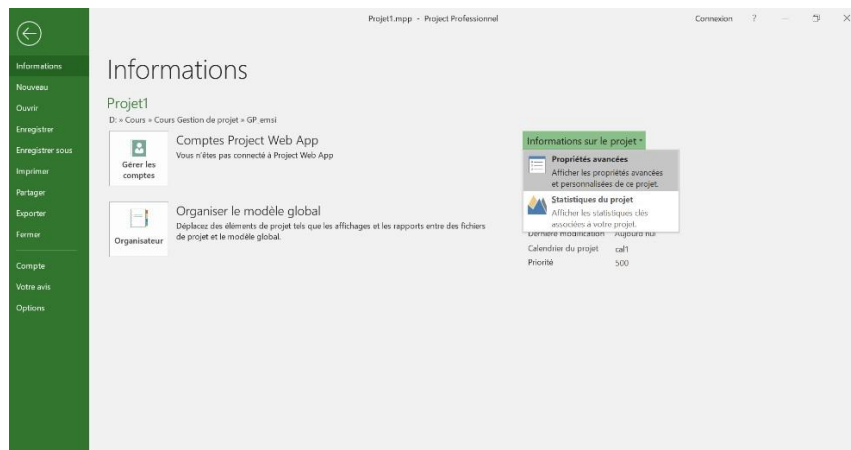 Projet1.mpp - Project Professionnel
Connexion ?
Informations
Nouveau
Ouvrir
Enregistrer
Enregistrer sous
Imprimer
Partager
Exporter
Fermer
Compte
Votre avis
Options
Informations
Projet1
D: » Cours » Cours Gestion de projet » GP_emsi
Gérer les
comptes
Comptes Project Web App
Vous n'êtes pas connecté à Project Web App
Organisateur
Organiser le modèle global
Déplacez des éléments de projet tels que les affichages et les rapports entre des fichiers
de projet et le modèle global.
Informations sur le projet
Propriétés avancées
Afficher les propriétés avancées
et personnalisées de ce projet.
Statistiques du projet
Afficher les statistiques clés
associées à votre projet.
Dernière modification Aujourd'hui
Calendrier du projet cal1
Priorité 500